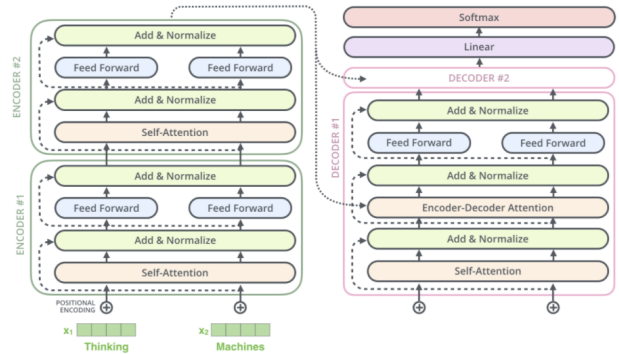 ENCODER #2
Add & Normalize
Feed Forward
Feed Forward
Add & Normalize
Self-Attention
ENCODER #1
Add & Normalize
Feed Forward
Feed Forward
Add & Normalize
Self-Attention
POSITIONAL
ENCODING
x₁
x₂
Thinking
Machines
Softmax
Linear
DECODER #2
DECODER #1
Add & Normalize
Feed Forward
Feed Forward
Add & Normalize
Encoder-Decoder Attention
Add & Normalize
Self-Attention